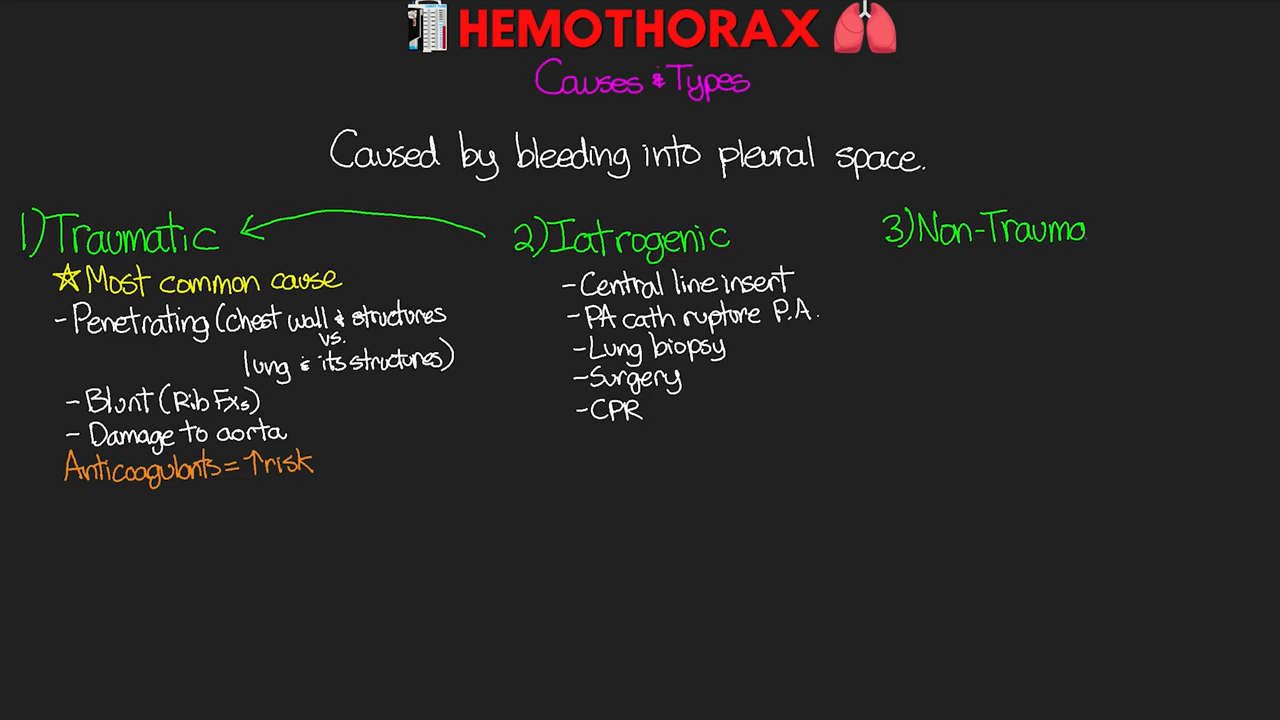 HEMOTHORAX
Causes & Types
Caused by bleeding into pleural space.
1) Traumatic
☆ Most common cause
- Penetrating (chest wall & structures
vs.
lung & its structures)
- Blunt (Rib Fxs)
- Damage to aorta
Anticoagulants = ↑risk
2) Iatrogenic
- Central line insert
- PA cath rupture P.A.
- Lung biopsy
- Surgery
- CPR
3) Non-Trauma